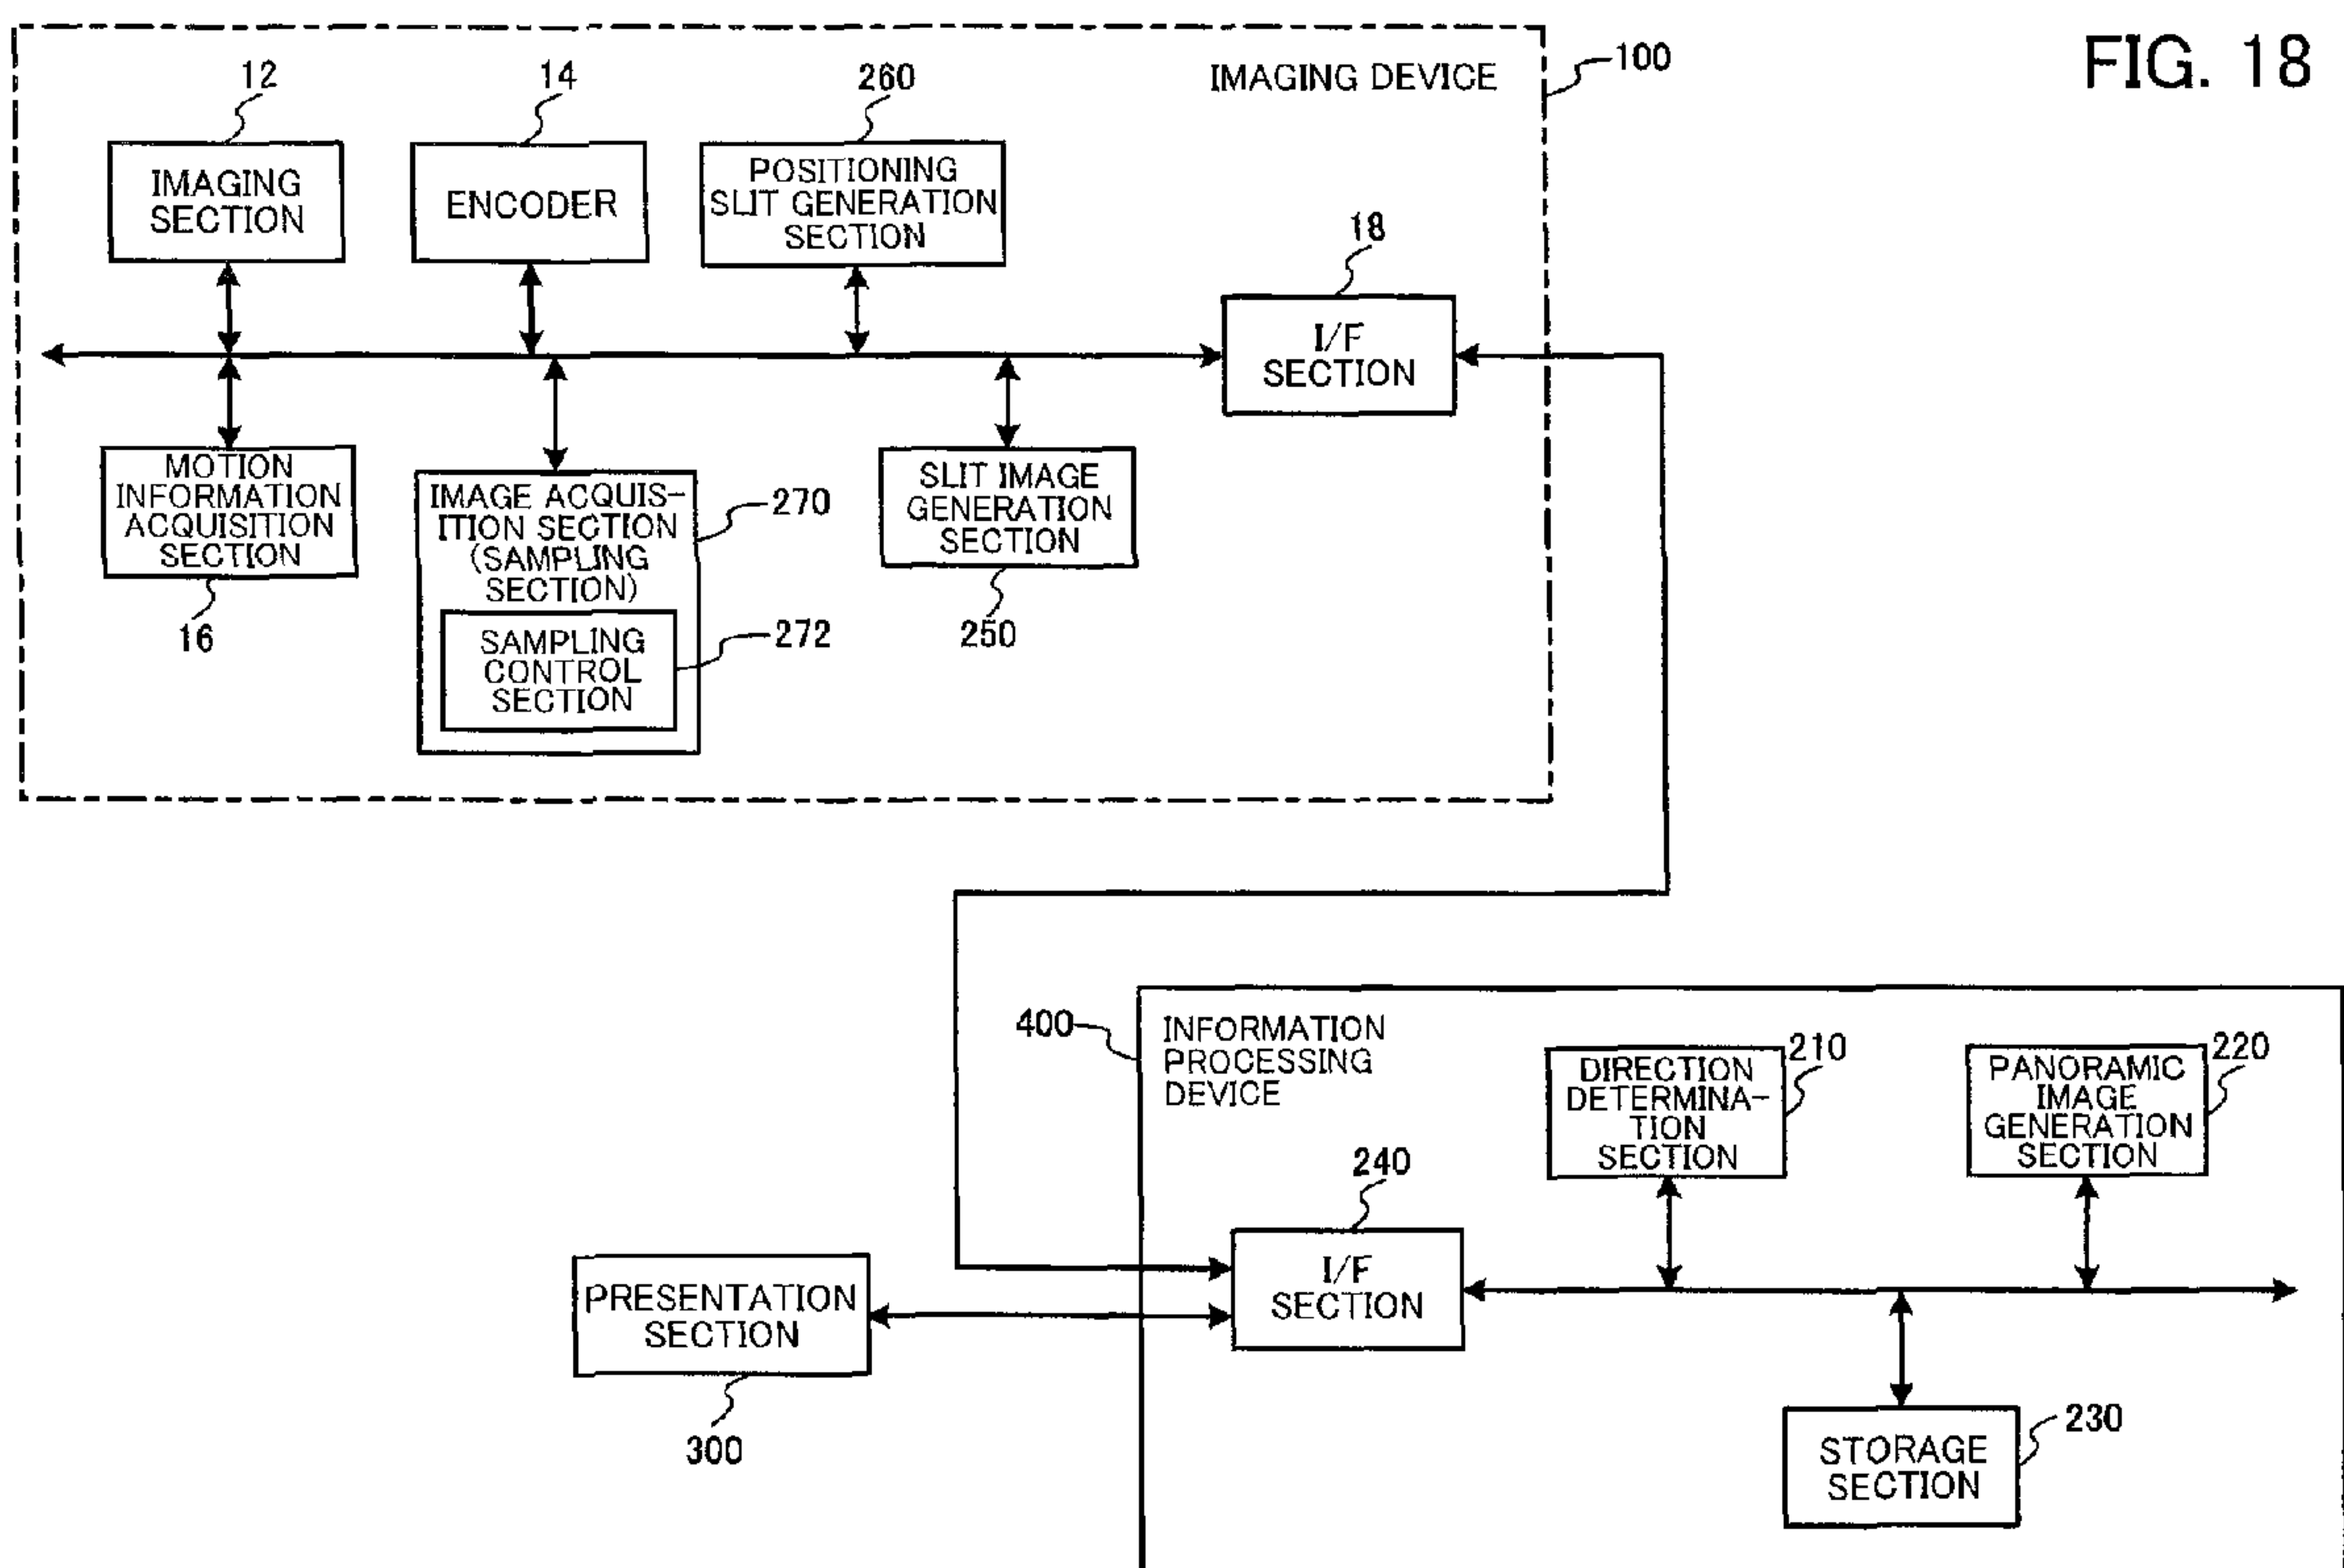 FIG. 18
IMAGING DEVICE
100
12
IMAGING
SECTION
14
ENCODER
260
POSITIONING
SLIT GENERATION
SECTION
18
I/F
SECTION
MOTION
INFORMATION
ACQUISITION
SECTION
16
IMAGE ACQUIS-
ITION SECTION
(SAMPLING
SECTION)
270
SAMPLING
CONTROL
SECTION
272
SLIT IMAGE
GENERATION
SECTION
250
400
INFORMATION
PROCESSING
DEVICE
DIRECTION
DETERMINA-
TION
SECTION
210
PANORAMIC
IMAGE
GENERATION
SECTION
220
240
I/F
SECTION
PRESENTATION
SECTION
300
STORAGE
SECTION
230